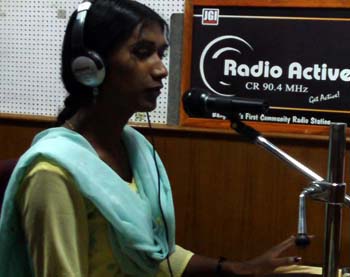 JGI
Radio Active
CR 90.4 MHz
Get Active!
First Community Radio Station